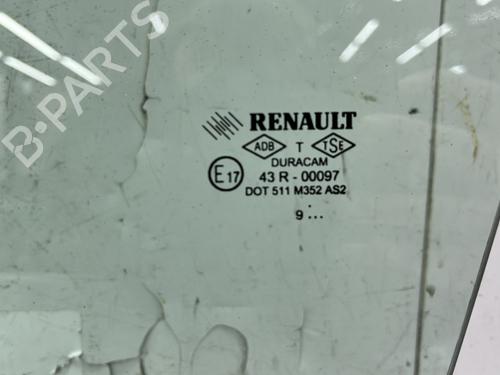 B-PARTS
RENAULT
ADB T TSE
DURACAM
E17 43 R - 00097
DOT 511 M352 AS2
.
9 ...